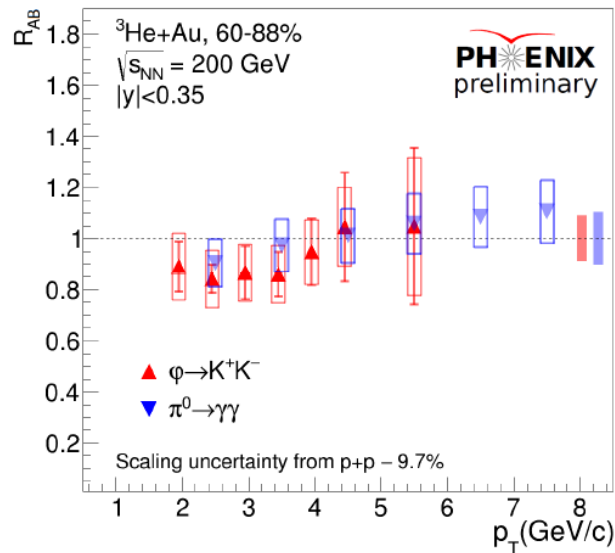 R_AB
³He+Au, 60-88%
√s_NN = 200 GeV
|y|<0.35
PHENIX
preliminary
1.8
1.6
1.4
1.2
1
0.8
0.6
0.4
0.2
φ→K⁺K⁻
π⁰→γγ
Scaling uncertainty from p+p – 9.7%
1 2 3 4 5 6 7 8
p_T(GeV/c)